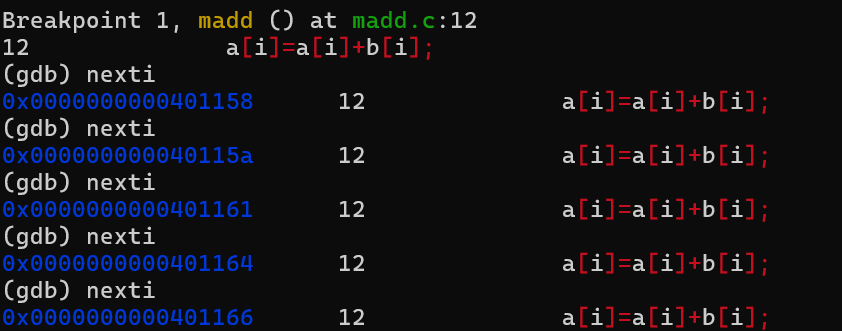 Breakpoint 1, madd () at madd.c:12
12 a[i]=a[i]+b[i];
(gdb) nexti
0x0000000000401158 12 a[i]=a[i]+b[i];
(gdb) nexti
0x000000000040115a 12 a[i]=a[i]+b[i];
(gdb) nexti
0x0000000000401161 12 a[i]=a[i]+b[i];
(gdb) nexti
0x0000000000401164 12 a[i]=a[i]+b[i];
(gdb) nexti
0x0000000000401166 12 a[i]=a[i]+b[i];